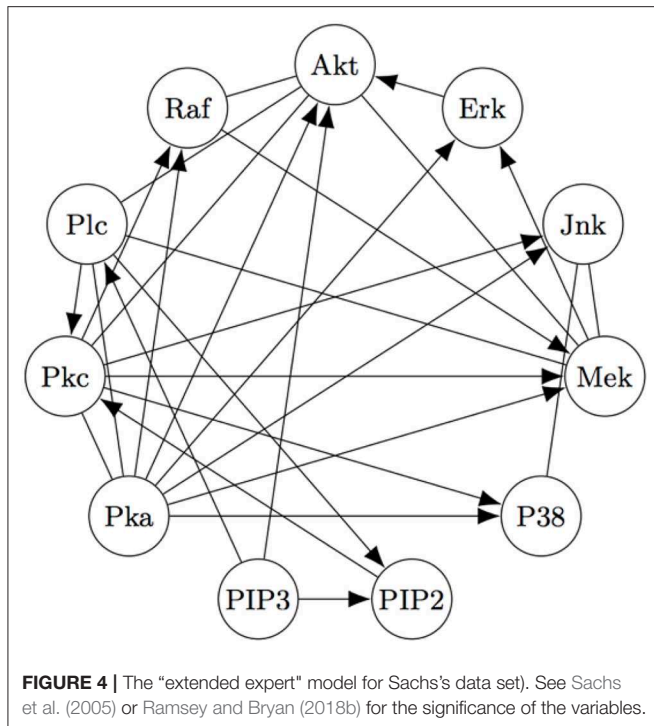 Akt
Raf
Erk
Plc
Jnk
Pkc
Mek
Pka
P38
PIP3
PIP2
FIGURE 4 | The “extended expert" model for Sachs’s data set). See Sachs
et al. (2005) or Ramsey and Bryan (2018b) for the significance of the variables.